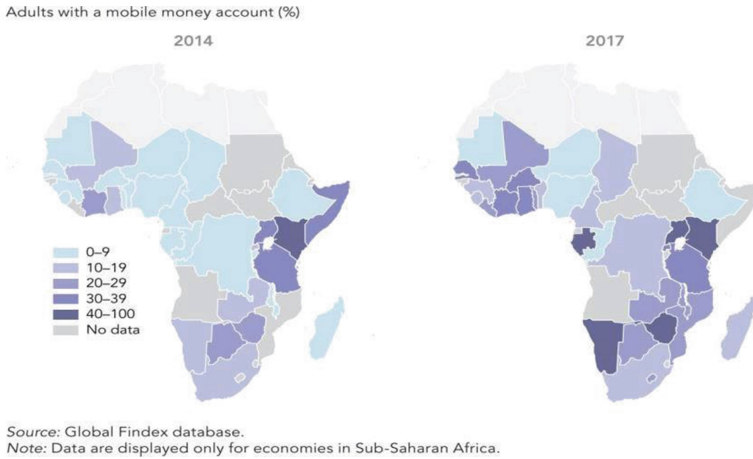 Adults with a mobile money account (%)
2014
2017
0–9
10–19
20–29
30–39
40–100
No data
Source: Global Findex database.
Note: Data are displayed only for economies in Sub-Saharan Africa.